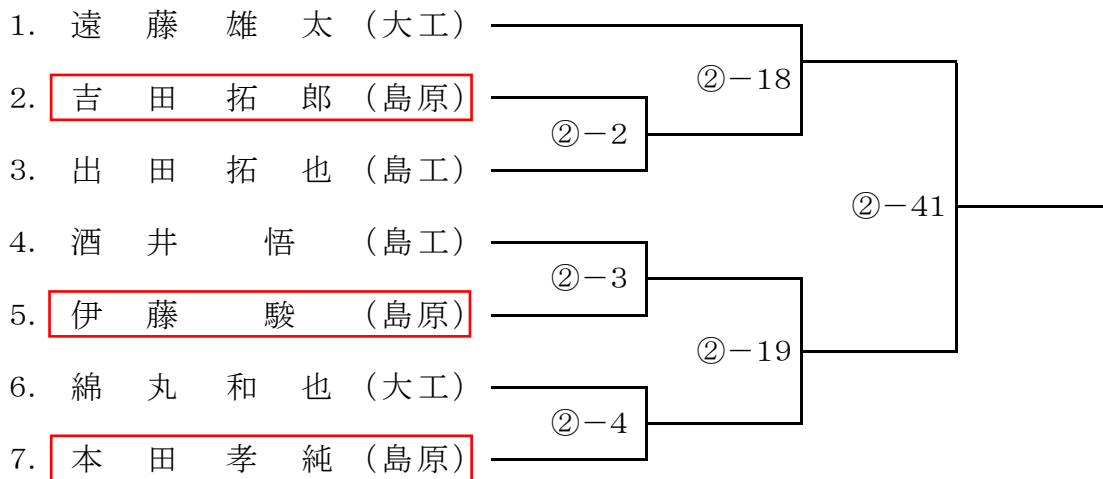 1. 遠藤雄太(大工)
②−18
2. 吉田拓郎(島原)
②−2
3. 出田拓也(島工)
②−41
4. 酒井悟(島工)
②−3
5. 伊藤駿(島原)
②−19
6. 綿丸和也(大工)
②−4
7. 本田孝純(島原)